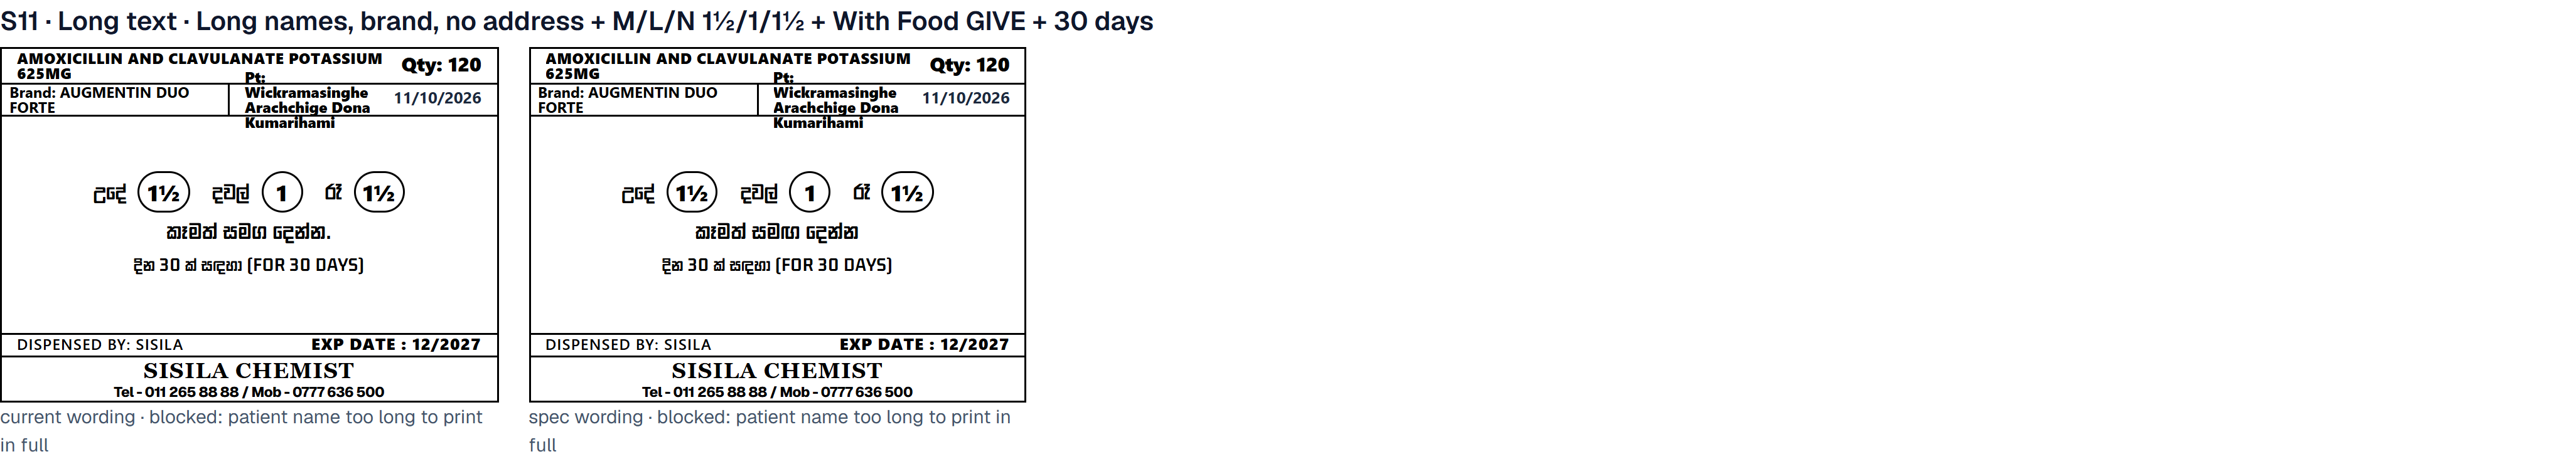 S11 · Long text · Long names, brand, no address + M/L/N 1½/1/1½ + With Food GIVE + 30 days
AMOXICILLIN AND CLAVULANATE POTASSIUM 625MG
Qty: 120
Brand: AUGMENTIN DUO FORTE
Pt:
Wickramasinghe
Arachchige Dona
Kumarihami
11/10/2026
උදේ 1½ දවල් 1 රෑ 1½
කෑමත් සමග දෙන්න.
දින 30 ක් සඳහා (FOR 30 DAYS)
DISPENSED BY: SISILA EXP DATE : 12/2027
SISILA CHEMIST
Tel - 011 265 88 88 / Mob - 0777 636 500
current wording · blocked: patient name too long to print
in full
AMOXICILLIN AND CLAVULANATE POTASSIUM 625MG
Qty: 120
Brand: AUGMENTIN DUO FORTE
Pt:
Wickramasinghe
Arachchige Dona
Kumarihami
11/10/2026
උදේ 1½ දවල් 1 රෑ 1½
කෑමත් සමඟ දෙන්න
දින 30 ක් සඳහා (FOR 30 DAYS)
DISPENSED BY: SISILA EXP DATE : 12/2027
SISILA CHEMIST
Tel - 011 265 88 88 / Mob - 0777 636 500
spec wording · blocked: patient name too long to print in
full